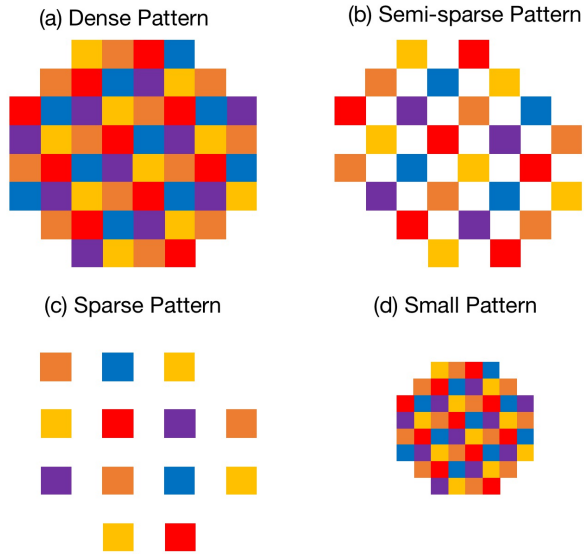 (a) Dense Pattern
(b) Semi-sparse Pattern
(c) Sparse Pattern
(d) Small Pattern